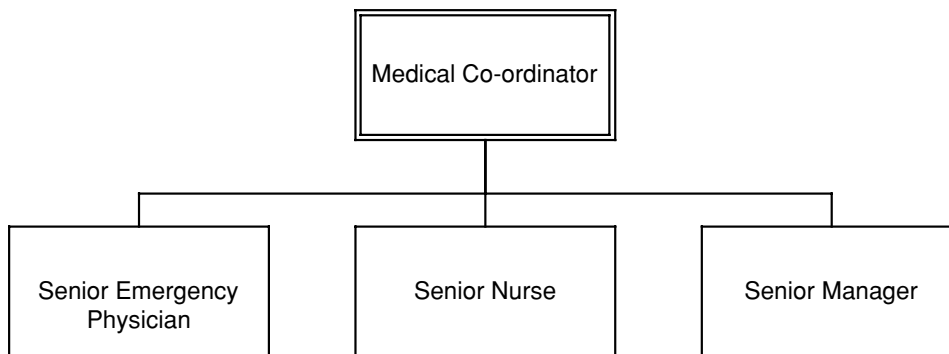 Medical Co-ordinator
Senior Emergency
Physician
Senior Nurse
Senior Manager